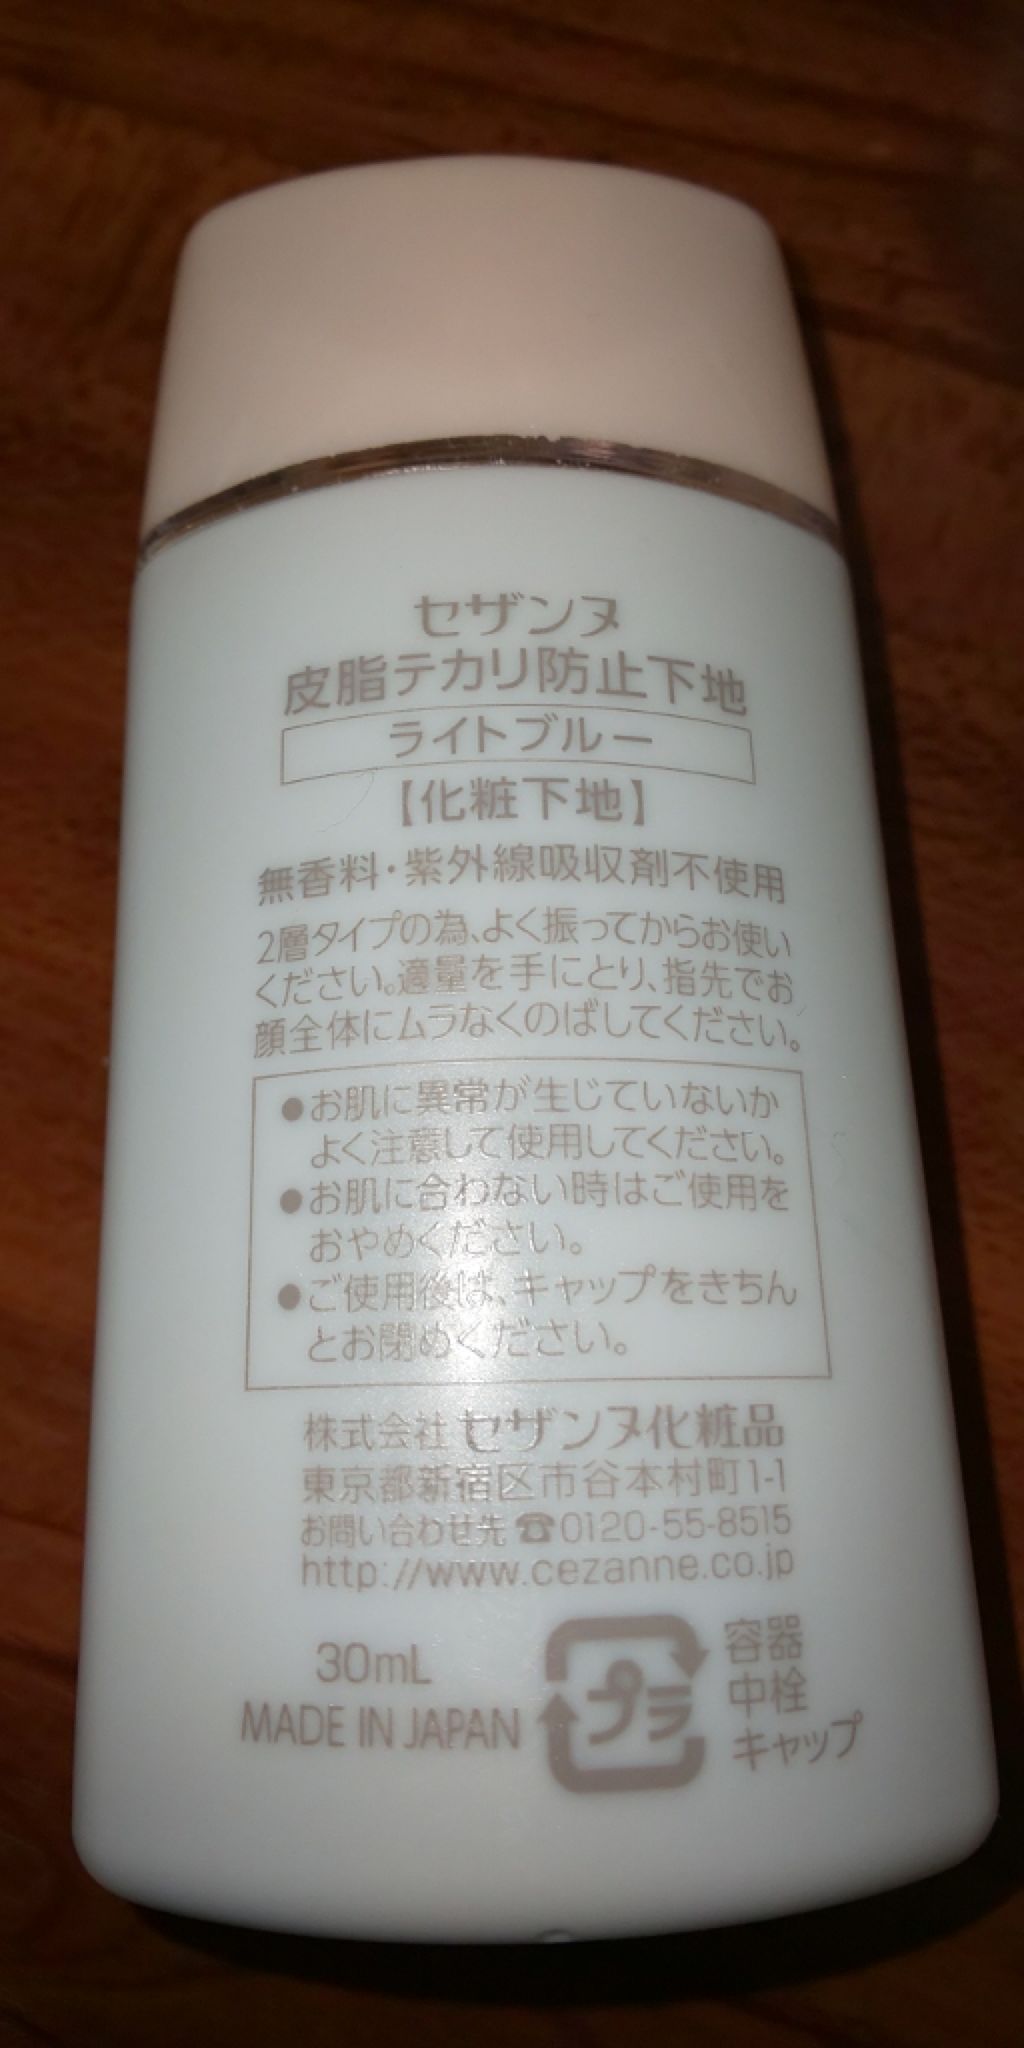 セザンヌ
皮脂テカリ防止下地
ライトブルー
【化粧下地】
無香料・紫外線吸収剤不使用
2層タイプの為、よく振ってからお使い
ください。適量を手にとり、指先でお
顔全体にムラなくのばしてください。
●お肌に異常が生じていないか
よく注意して使用してください。
●お肌に合わない時はご使用を
おやめください。
●ご使用後は、キャップをきちん
とお閉めください。
株式会社 セザンヌ化粧品
東京都新宿区市谷本村町1-1
お問い合わせ先 ☎0120-55-8515
http://www.cezanne.co.jp
30mL
MADE IN JAPAN
プラ
容器
中栓
キャップ